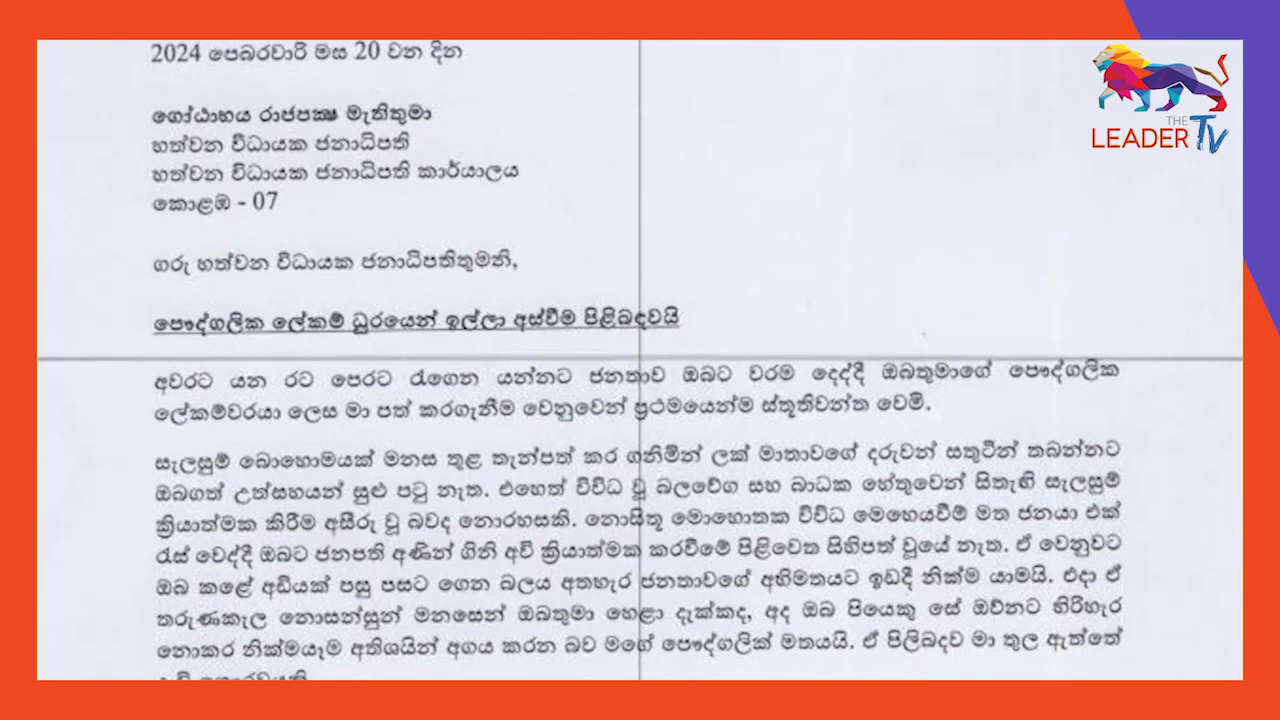 2024 පෙබරවාරි මස 20 වන දින
ගෝඨාභය රාජපක්‍ෂ මැතිතුමා
හත්වන විධායක ජනාධිපති
හත්වන විධායක ජනාධිපති කාර්යාලය
කොළඹ - 07
ගරු හත්වන විධායක ජනාධිපතිතුමනි,
පෞද්ගලික ලේකම් ධුරයෙන් ඉල්ලා අස්වීම පිළිබඳවයි
අවරට යන රට පෙරට රැගෙන යන්නට ජනතාව ඔබට වරම දෙද්දී ඔබතුමාගේ පෞද්ගලික
ලේකම්වරයා ලෙස මා පත් කරගැනීම වෙනුවෙන් ප්‍රථමයෙන්ම ස්තූතිවන්ත වෙමි.
සැලසුම් බොහොමයක් මනස තුළ තැන්පත් කර ගනිමින් ලක් මාතාවගේ දරුවන් සතුටින් තබන්නට
ඔබගත් උත්සහයන් සුළු පටු නැත. එහෙත් විවිධ වූ බලවේග සහ බාධක හේතුවෙන් සිතැඟි සැලසුම්
ක්‍රියාත්මක කිරීම අසීරු වූ බවද නොරහසකි. නොසිතූ මොහොතක විවිධ මෙහෙයවීම් මත ජනයා එක්
රැස් වෙද්දී ඔබට ජනපති අණින් ගිනි අවි ක්‍රියාත්මක කරවීමේ පිළිවෙත සිහිපත් වූයේ නැත. ඒ වෙනුවට
ඔබ කළේ අඩියක් පසු පසට ගෙන බලය අතහැර ජනතාවගේ අභිමතයට ඉඩදී නික්ම යාමයි. එදා ඒ
තරුණකැල නොසන්සුන් මනසෙන් ඔබතුමා හෙළා දැක්කද, අද ඔබ පියෙකු සේ ඔව්නට හිරිහැර
නොකර නික්මයෑම අතිශයින් අගය කරන බව මගේ පෞද්ගලික් මතයයි. ඒ පිලිබදව මා තුල ඇත්තේ
THE
LEADER TV